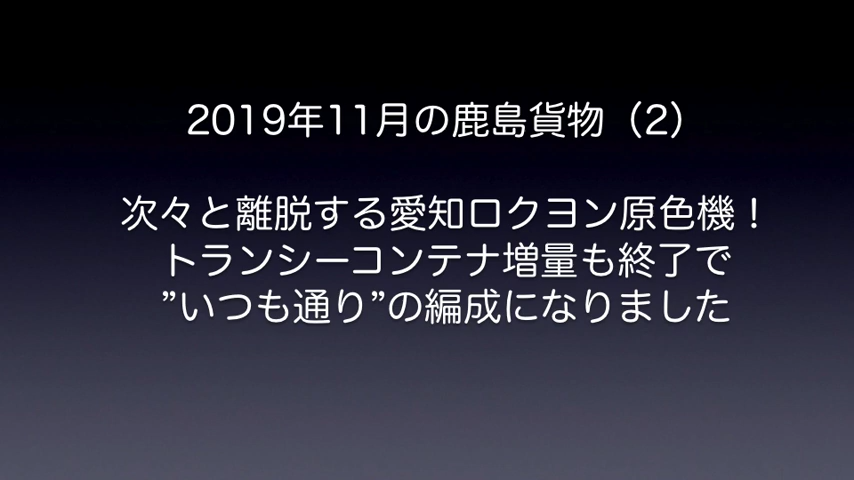 2019年11月の鹿島貨物（2）
次々と離脱する愛知ロクヨン原色機！
トランシーコンテナ増量も終了で
”いつも通り”の編成になりました